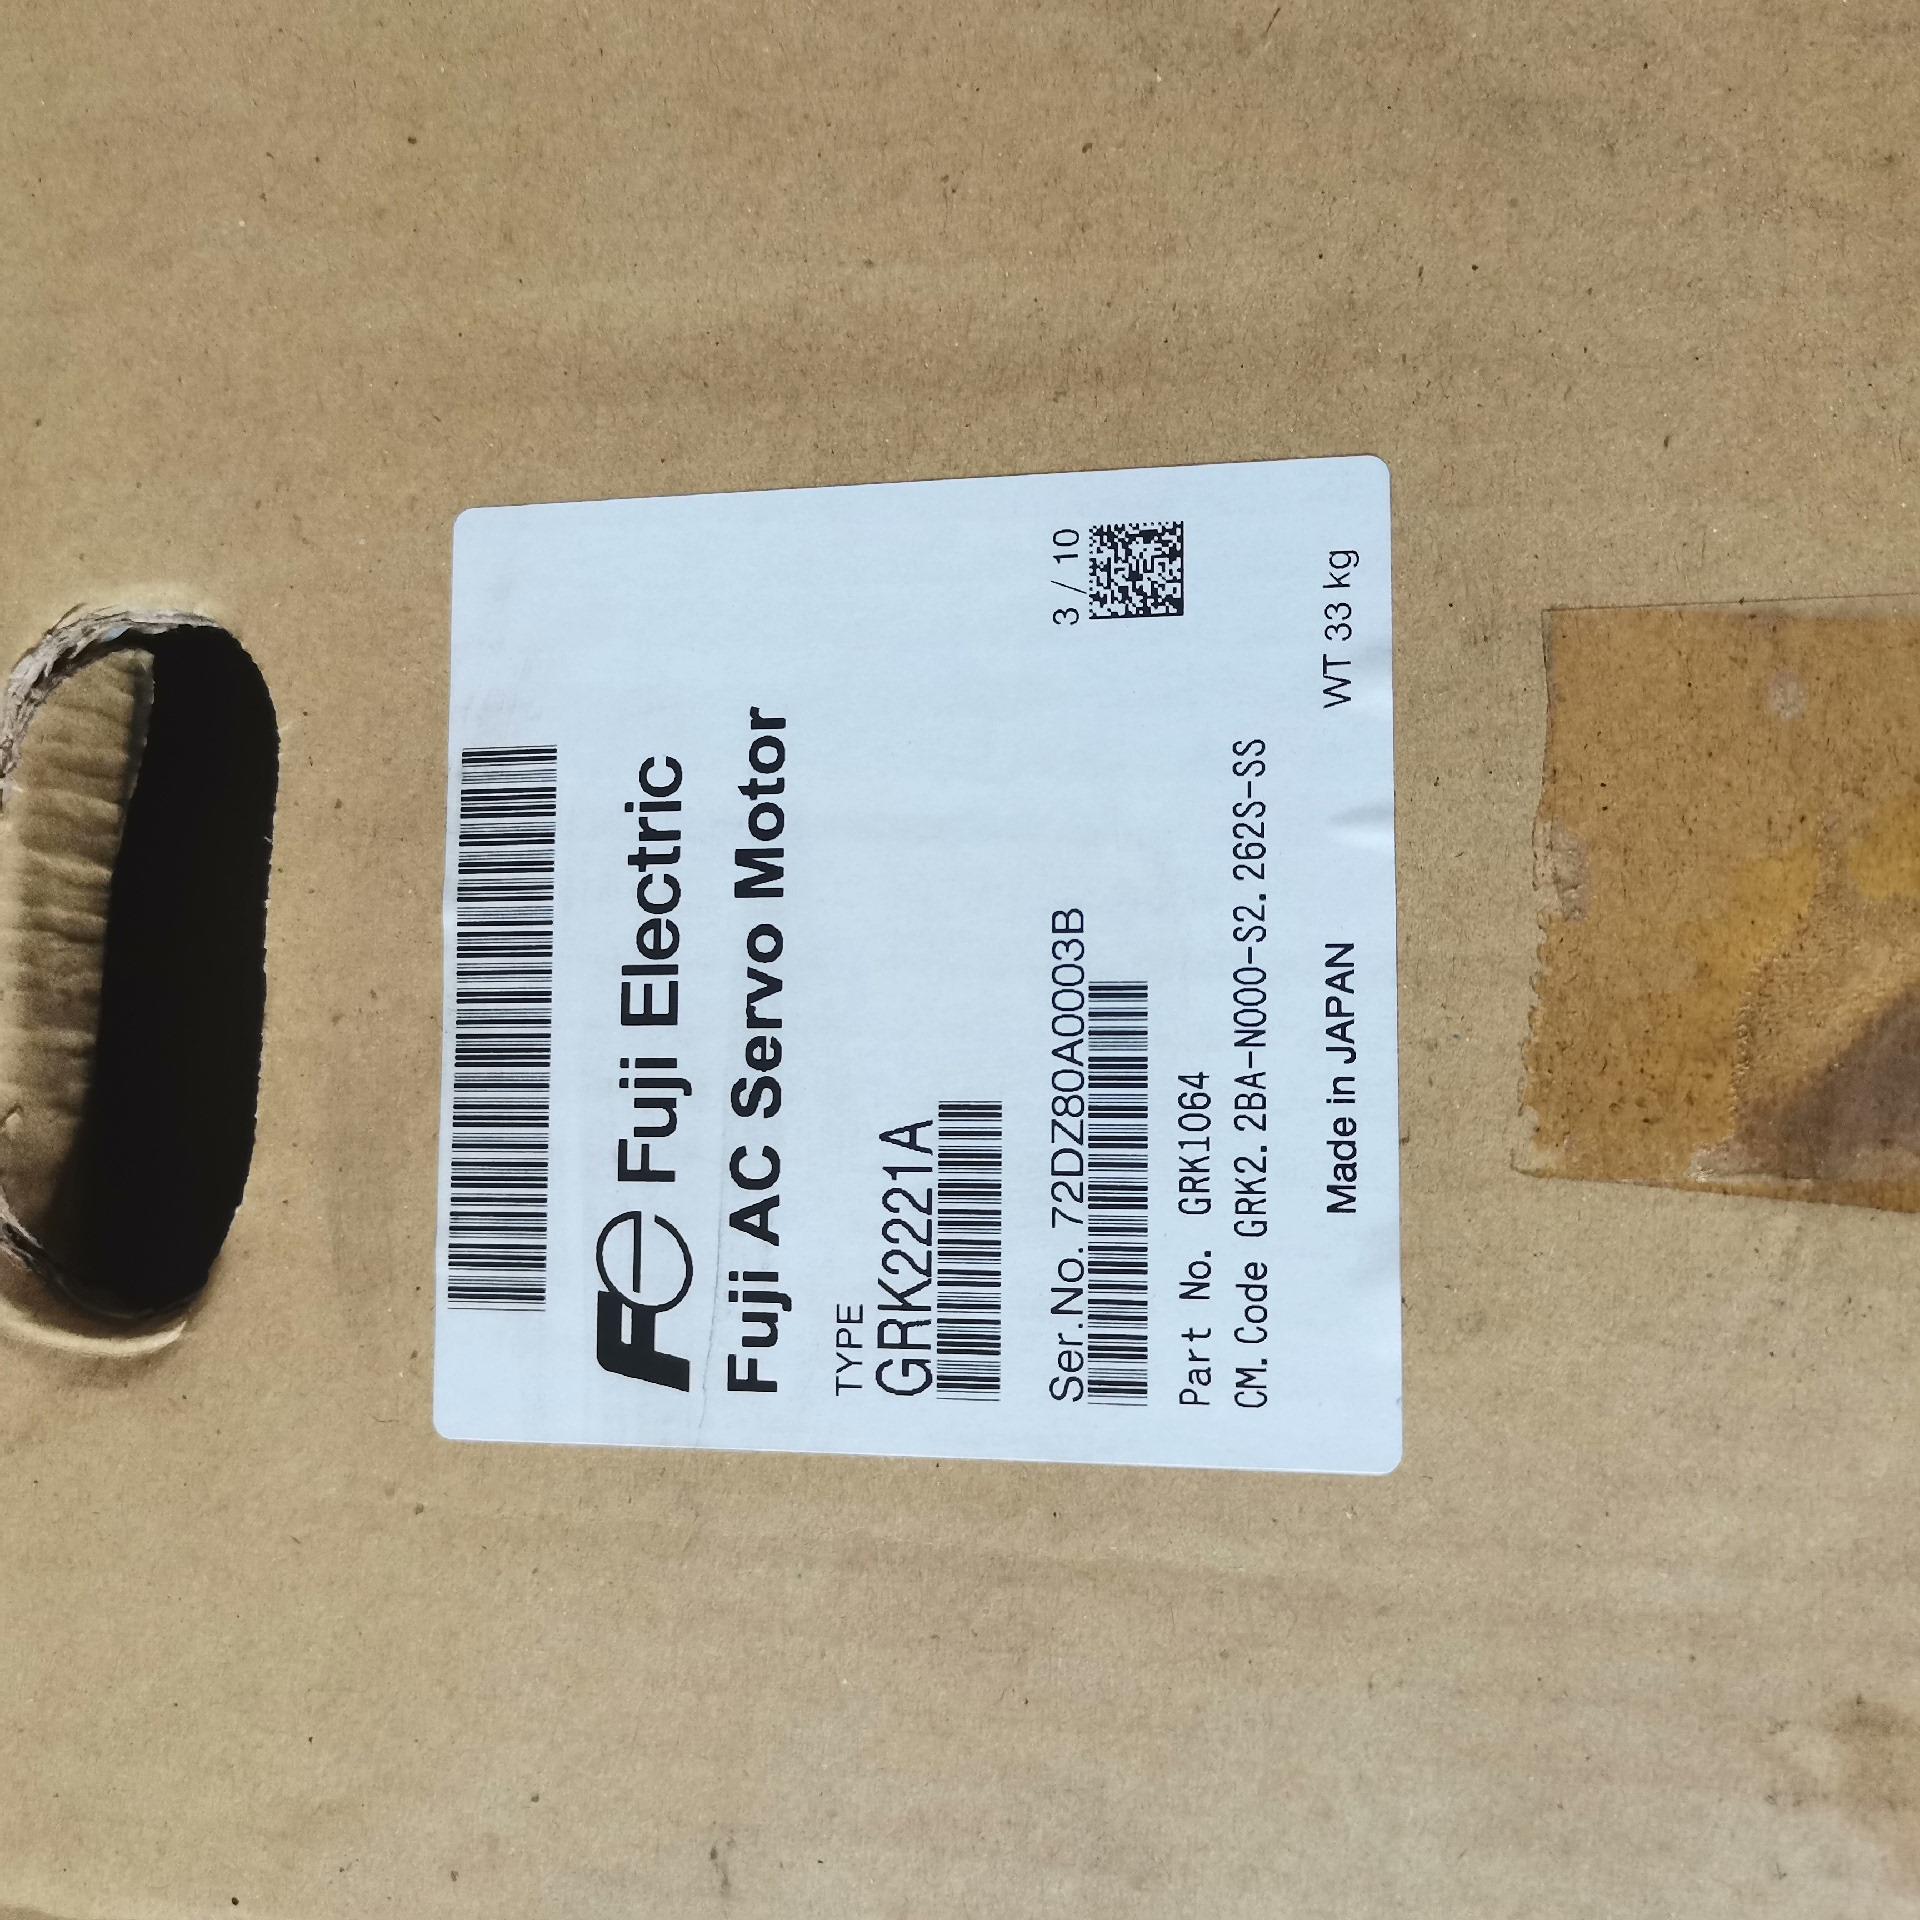 Fe Fuji Electric
Fuji AC Servo Motor
TYPE
GRK2221A
3 / 10
Ser.No. 72DZ80A0003B
Part No. GRK1064
CM.Code GRK2.2BA-N000-S2.262S-SS
Made in JAPAN WT 33 kg